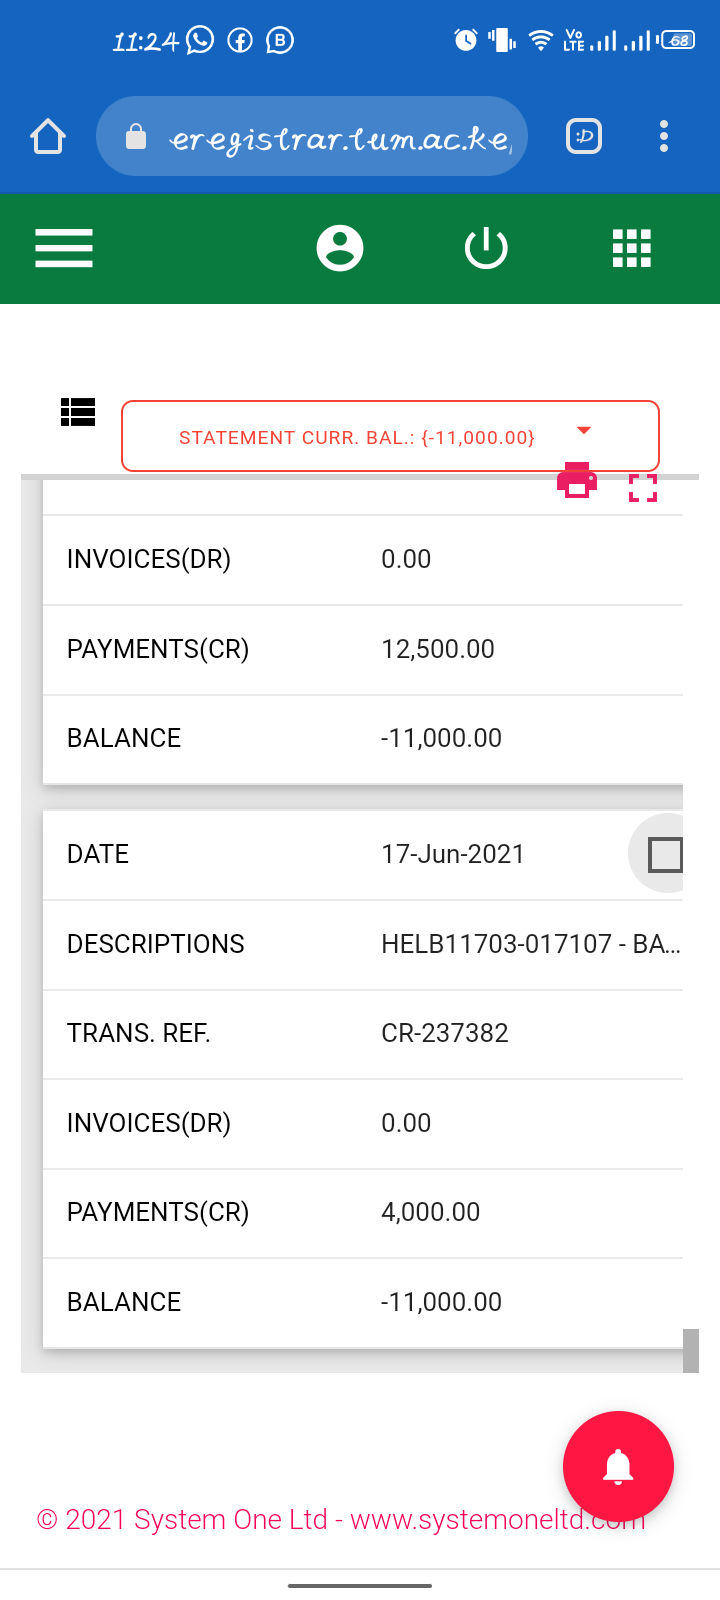 11:24 B Vo LTE 68
eregistrar.tum.ac.ke/
:D
STATEMENT CURR. BAL.: {-11,000.00}
INVOICES(DR) 0.00
PAYMENTS(CR) 12,500.00
BALANCE -11,000.00
DATE 17-Jun-2021
DESCRIPTIONS HELB11703-017107 - BA...
TRANS. REF. CR-237382
INVOICES(DR) 0.00
PAYMENTS(CR) 4,000.00
BALANCE -11,000.00
© 2021 System One Ltd - www.systemoneltd.com